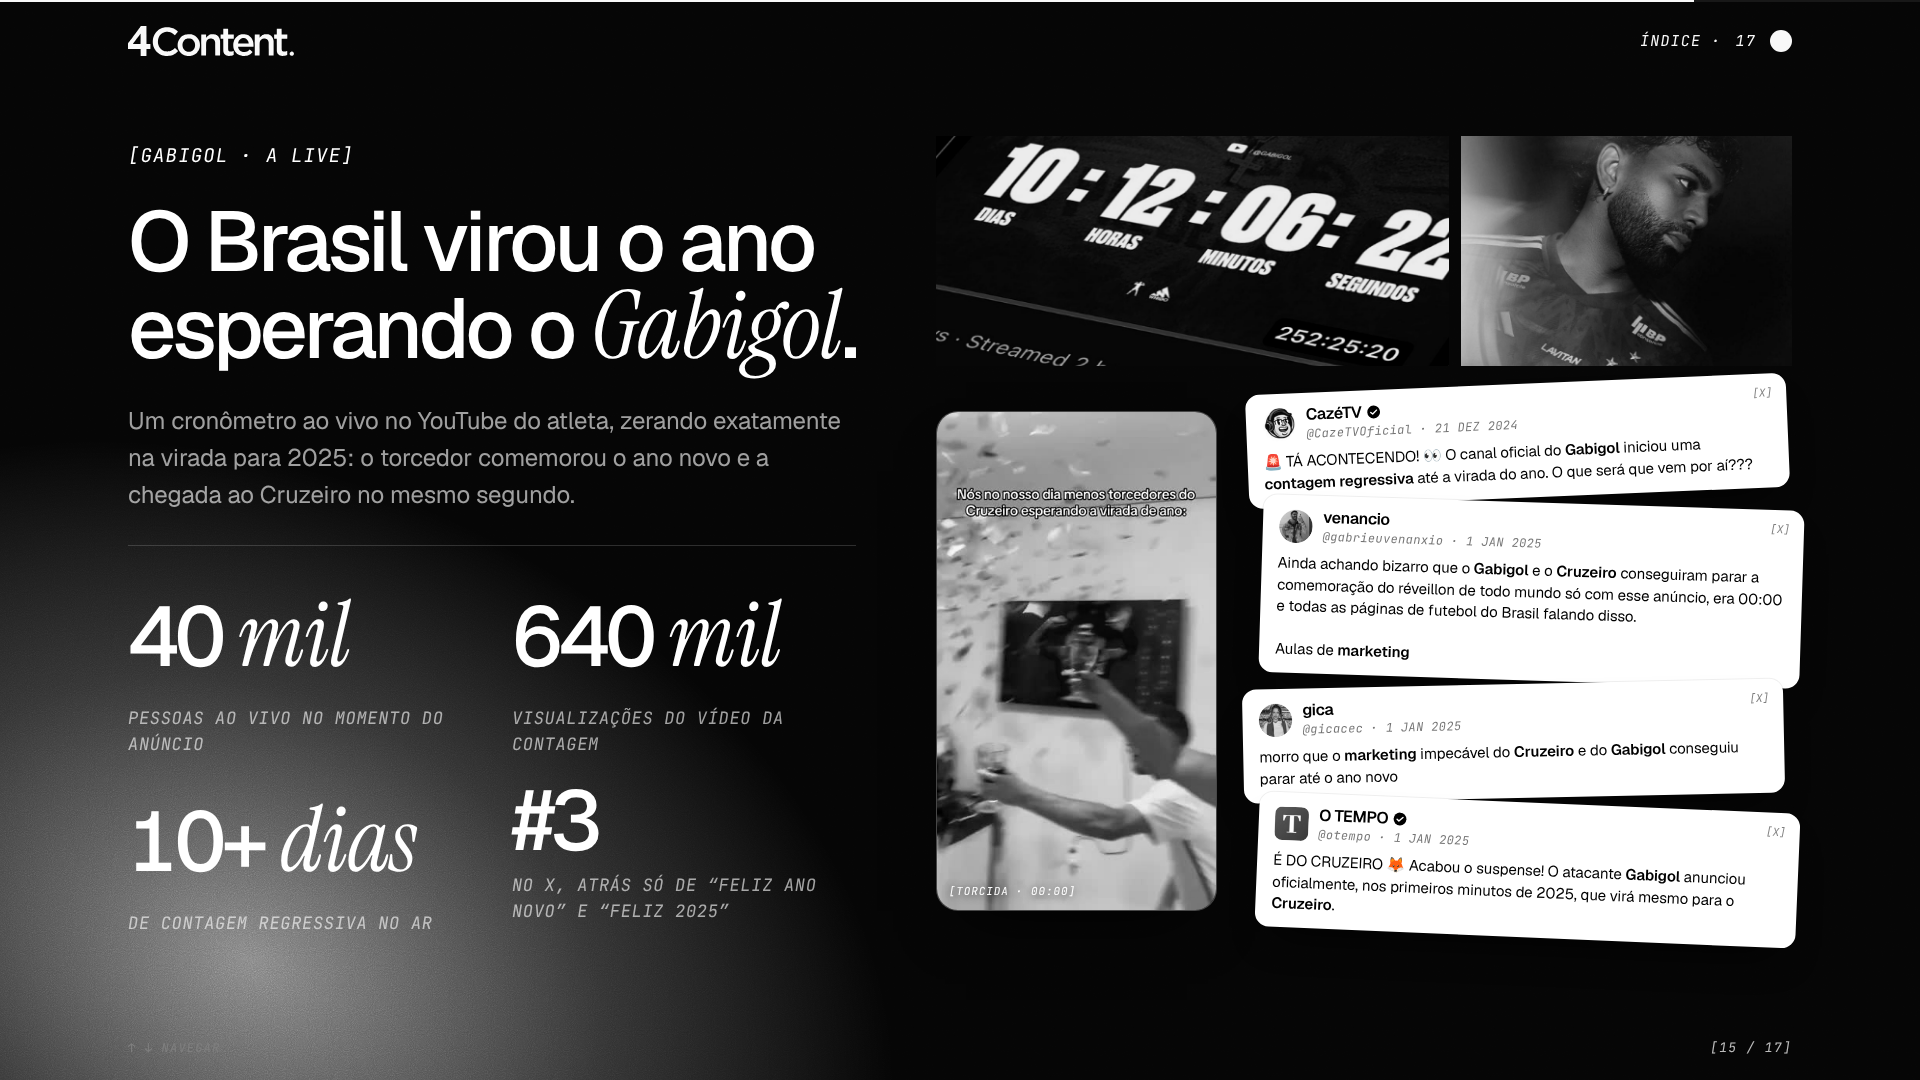 4Content.
ÍNDICE · 17
[GABIGOL · A LIVE]
O Brasil virou o ano
esperando o Gabigol.
Um cronômetro ao vivo no YouTube do atleta, zerando exatamente
na virada para 2025: o torcedor comemorou o ano novo e a
chegada ao Cruzeiro no mesmo segundo.
40 mil
PESSOAS AO VIVO NO MOMENTO DO
ANÚNCIO
640 mil
VISUALIZAÇÕES DO VÍDEO DA
CONTAGEM
10+ dias
DE CONTAGEM REGRESSIVA NO AR
#3
NO X, ATRÁS SÓ DE “FELIZ ANO
NOVO” E “FELIZ 2025”
@GABIGOL
10 : 12 : 06 : 22
DIAS HORAS MINUTOS SEGUNDOS
252:25:20
· Streamed 2
BP
BP
LAVITAN
Nós no nosso dia menos torcedores do
Cruzeiro esperando a virada de ano:
[TORCIDA · 00:00]
CazéTV
[X]
@CazeTVOficial · 21 DEZ 2024
🚨 TÁ ACONTECENDO! 👀 O canal oficial do Gabigol iniciou uma
contagem regressiva até a virada do ano. O que será que vem por aí???
venancio
[X]
@gabrieuvenanxio · 1 JAN 2025
Ainda achando bizarro que o Gabigol e o Cruzeiro conseguiram parar a
comemoração do réveillon de todo mundo só com esse anúncio, era 00:00
e todas as páginas de futebol do Brasil falando disso.
Aulas de marketing
gica
[X]
@gicacec · 1 JAN 2025
morro que o marketing impecável do Cruzeiro e do Gabigol conseguiu
parar até o ano novo
T
O TEMPO
[X]
@otempo · 1 JAN 2025
É DO CRUZEIRO 🦊 Acabou o suspense! O atacante Gabigol anunciou
oficialmente, nos primeiros minutos de 2025, que virá mesmo para o
Cruzeiro.
↑ ↓ NAVEGAR
[15 / 17]